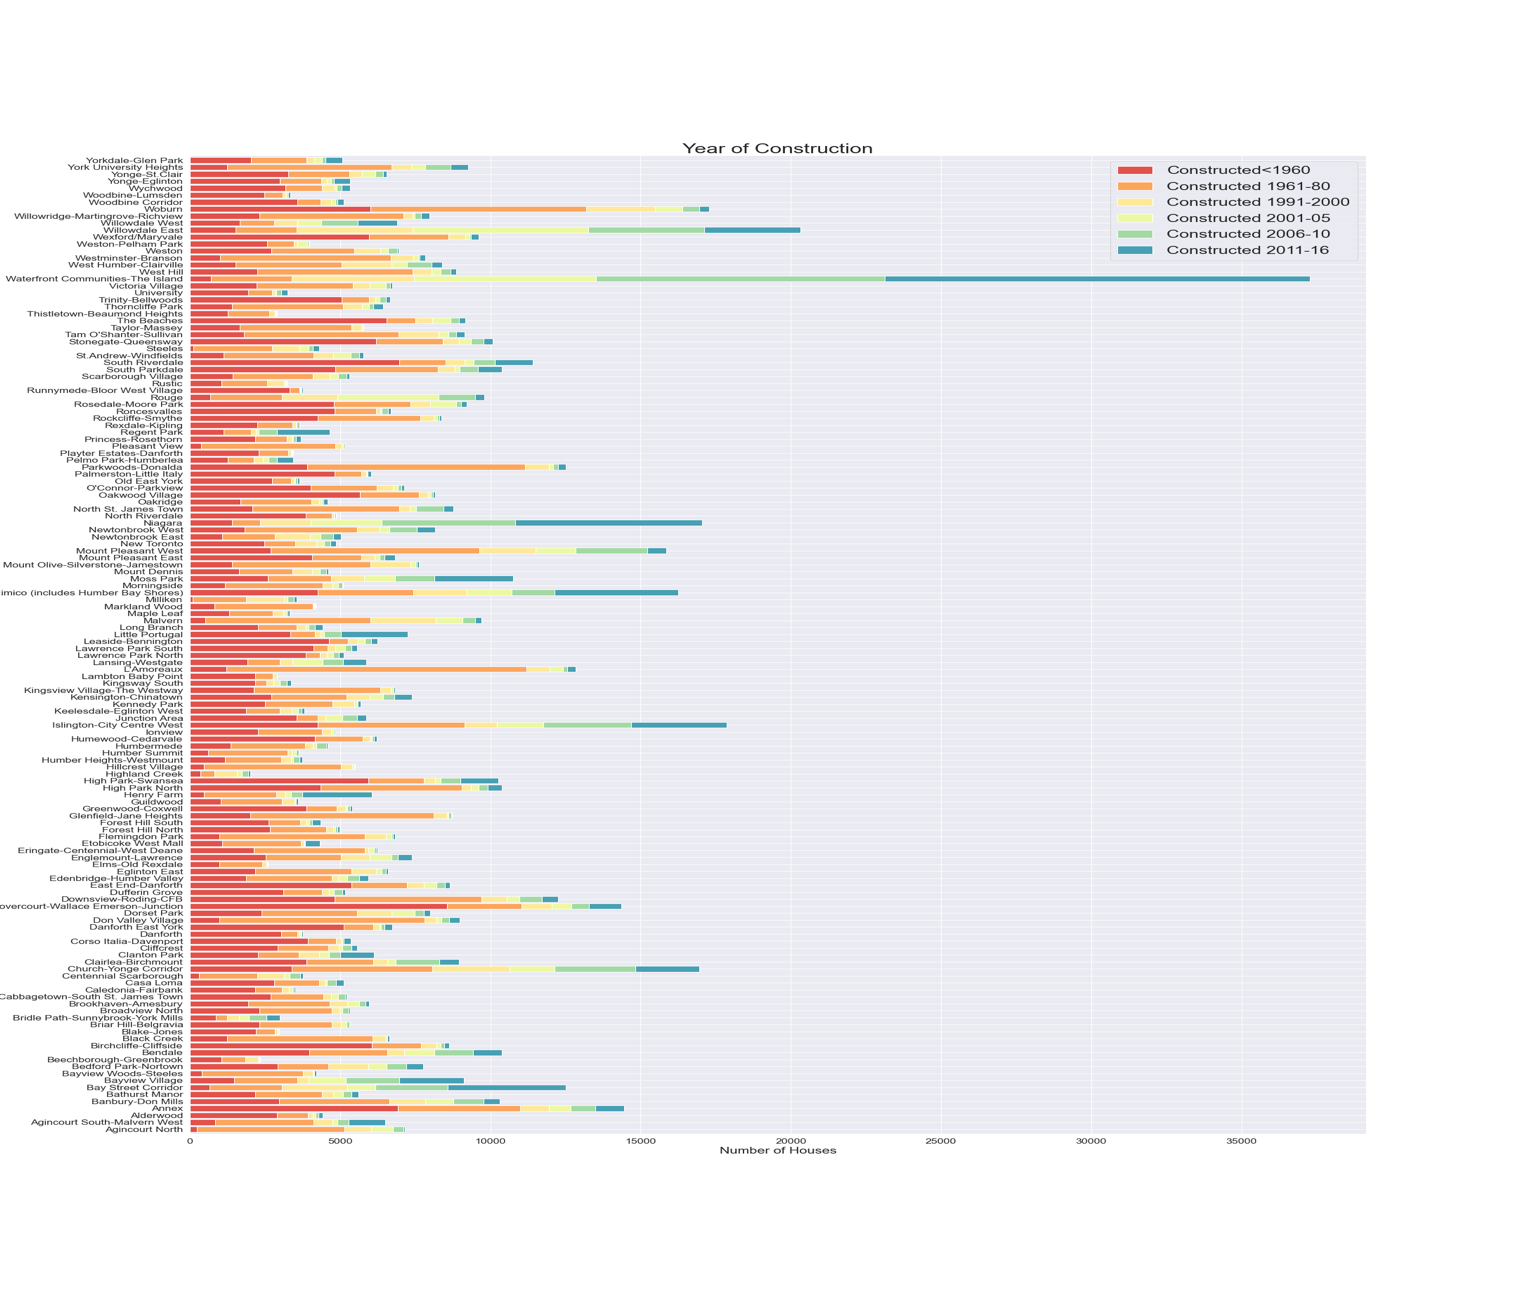 Year of Construction
Constructed<1960
Constructed 1961-80
Constructed 1991-2000
Constructed 2001-05
Constructed 2006-10
Constructed 2011-16
Yorkdale-Glen Park
York University Heights
Yonge-St.Clair
Yonge-Eglinton
Wychwood
Woodbine-Lumsden
Woodbine Corridor
Woburn
Willowridge-Martingrove-Richview
Willowdale West
Willowdale East
Wexford/Maryvale
Weston-Pelham Park
Weston
Westminster-Branson
West Humber-Clairville
West Hill
Waterfront Communities-The Island
Victoria Village
University
Trinity-Bellwoods
Thorncliffe Park
Thistletown-Beaumond Heights
The Beaches
Taylor-Massey
Tam O'Shanter-Sullivan
Stonegate-Queensway
Steeles
St.Andrew-Windfields
South Riverdale
South Parkdale
Scarborough Village
Rustic
Runnymede-Bloor West Village
Rouge
Rosedale-Moore Park
Roncesvalles
Rockcliffe-Smythe
Rexdale-Kipling
Regent Park
Princess-Rosethorn
Pleasant View
Playter Estates-Danforth
Pelmo Park-Humberlea
Parkwoods-Donalda
Palmerston-Little Italy
Old East York
O'Connor-Parkview
Oakwood Village
Oakridge
North St. James Town
North Riverdale
Niagara
Newtonbrook West
Newtonbrook East
New Toronto
Mount Pleasant West
Mount Pleasant East
Mount Olive-Silverstone-Jamestown
Mount Dennis
Moss Park
Morningside
imico (includes Humber Bay Shores)
Milliken
Markland Wood
Maple Leaf
Malvern
Long Branch
Little Portugal
Leaside-Bennington
Lawrence Park South
Lawrence Park North
Lansing-Westgate
L'Amoreaux
Lambton Baby Point
Kingsway South
Kingsview Village-The Westway
Kensington-Chinatown
Kennedy Park
Keelesdale-Eglinton West
Junction Area
Islington-City Centre West
Ionview
Humewood-Cedarvale
Humbermede
Humber Summit
Humber Heights-Westmount
Hillcrest Village
Highland Creek
High Park-Swansea
High Park North
Henry Farm
Guildwood
Greenwood-Coxwell
Glenfield-Jane Heights
Forest Hill South
Forest Hill North
Flemingdon Park
Etobicoke West Mall
Eringate-Centennial-West Deane
Englemount-Lawrence
Elms-Old Rexdale
Eglinton East
Edenbridge-Humber Valley
East End-Danforth
Dufferin Grove
Downsview-Roding-CFB
overcourt-Wallace Emerson-Junction
Dorset Park
Don Valley Village
Danforth East York
Danforth
Corso Italia-Davenport
Cliffcrest
Clanton Park
Clairlea-Birchmount
Church-Yonge Corridor
Centennial Scarborough
Casa Loma
Caledonia-Fairbank
Cabbagetown-South St. James Town
Brookhaven-Amesbury
Broadview North
Bridle Path-Sunnybrook-York Mills
Briar Hill-Belgravia
Blake-Jones
Black Creek
Birchcliffe-Cliffside
Bendale
Beechborough-Greenbrook
Bedford Park-Nortown
Bayview Woods-Steeles
Bayview Village
Bay Street Corridor
Bathurst Manor
Banbury-Don Mills
Annex
Alderwood
Agincourt South-Malvern West
Agincourt North
0 5000 10000 15000 20000 25000 30000 35000
Number of Houses